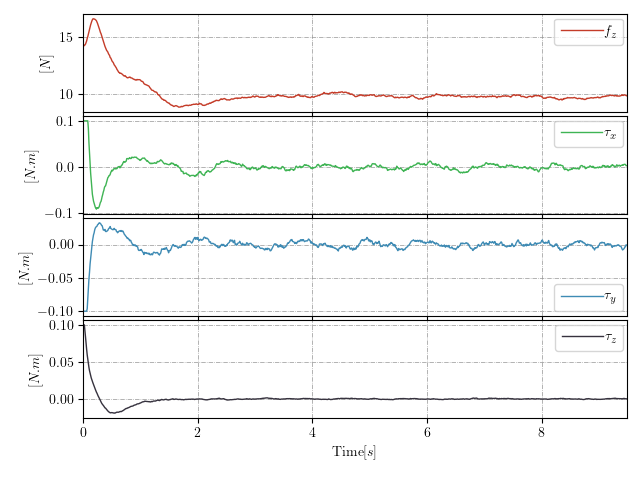 [N]
15
10
f_z
[N.m]
0.1
0.0
−0.1
τ_x
[N.m]
0.00
−0.05
−0.10
τ_y
[N.m]
0.10
0.05
0.00
τ_z
0 2 4 6 8
Time[s]